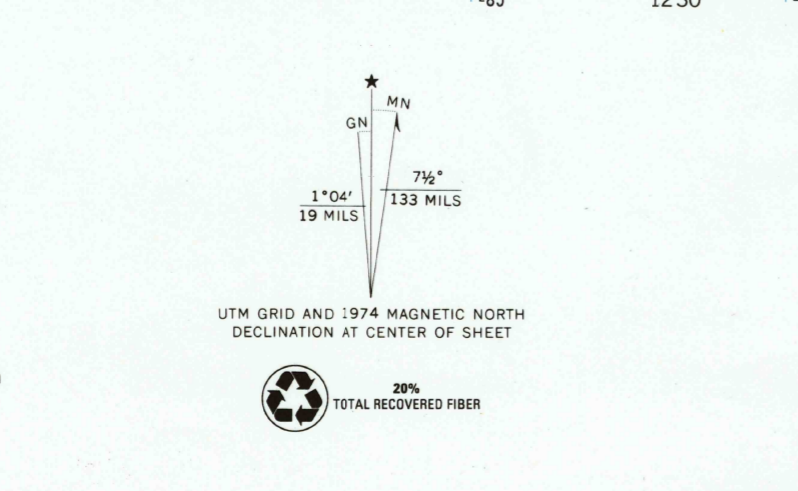 1250
★
MN
GN
7½°
133 MILS
1°04′
19 MILS
UTM GRID AND 1974 MAGNETIC NORTH
DECLINATION AT CENTER OF SHEET
20%
TOTAL RECOVERED FIBER